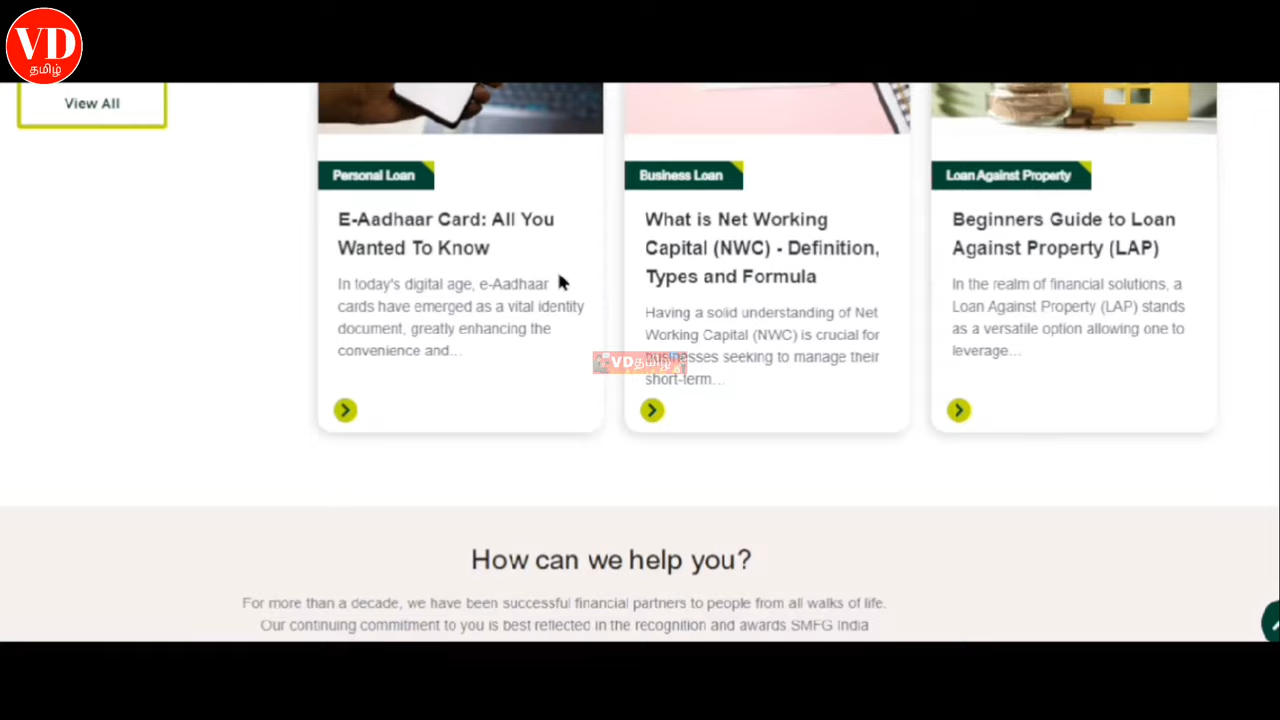 VD
தமிழ்
View All
Personal Loan
E-Aadhaar Card: All You
Wanted To Know
In today's digital age, e-Aadhaar
cards have emerged as a vital identity
document, greatly enhancing the
convenience and...
Business Loan
What is Net Working
Capital (NWC) - Definition,
Types and Formula
Having a solid understanding of Net
Working Capital (NWC) is crucial for
businesses seeking to manage their
short-term...
VDதமிழ்
Loan Against Property
Beginners Guide to Loan
Against Property (LAP)
In the realm of financial solutions, a
Loan Against Property (LAP) stands
as a versatile option allowing one to
leverage...
How can we help you?
For more than a decade, we have been successful financial partners to people from all walks of life.
Our continuing commitment to you is best reflected in the recognition and awards SMFG India